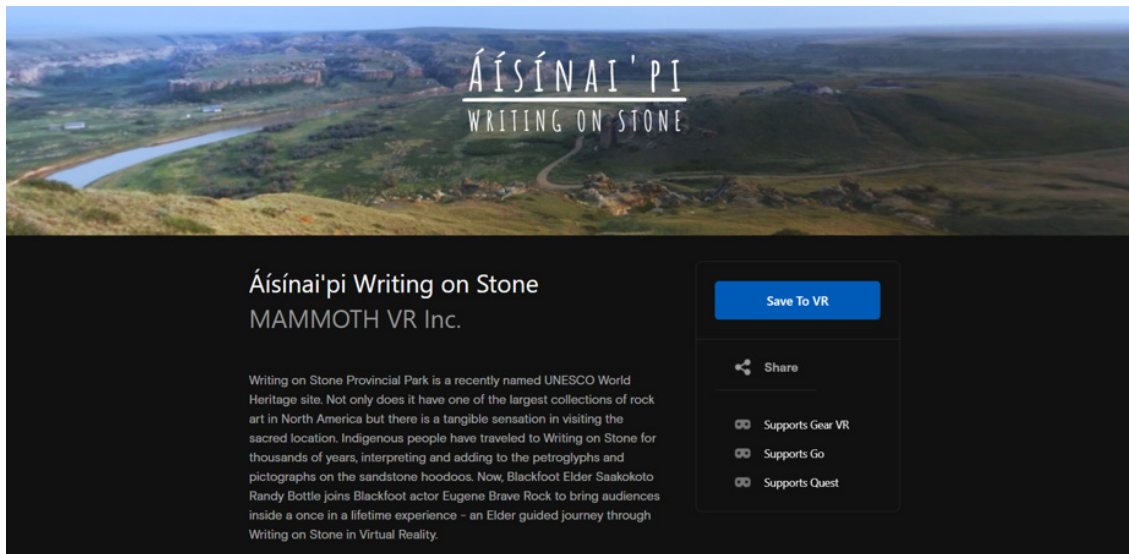 ÁÍSÍNAI'PI
WRITING ON STONE
Áísínai'pi Writing on Stone
MAMMOTH VR Inc.
Writing on Stone Provincial Park is a recently named UNESCO World
Heritage site. Not only does it have one of the largest collections of rock
art in North America but there is a tangible sensation in visiting the
sacred location. Indigenous people have traveled to Writing on Stone for
thousands of years, interpreting and adding to the petroglyphs and
pictographs on the sandstone hoodoos. Now, Blackfoot Elder Saakokoto
Randy Bottle joins Blackfoot actor Eugene Brave Rock to bring audiences
inside a once in a lifetime experience – an Elder guided journey through
Writing on Stone in Virtual Reality.
Save To VR
Share
Supports Gear VR
Supports Go
Supports Quest